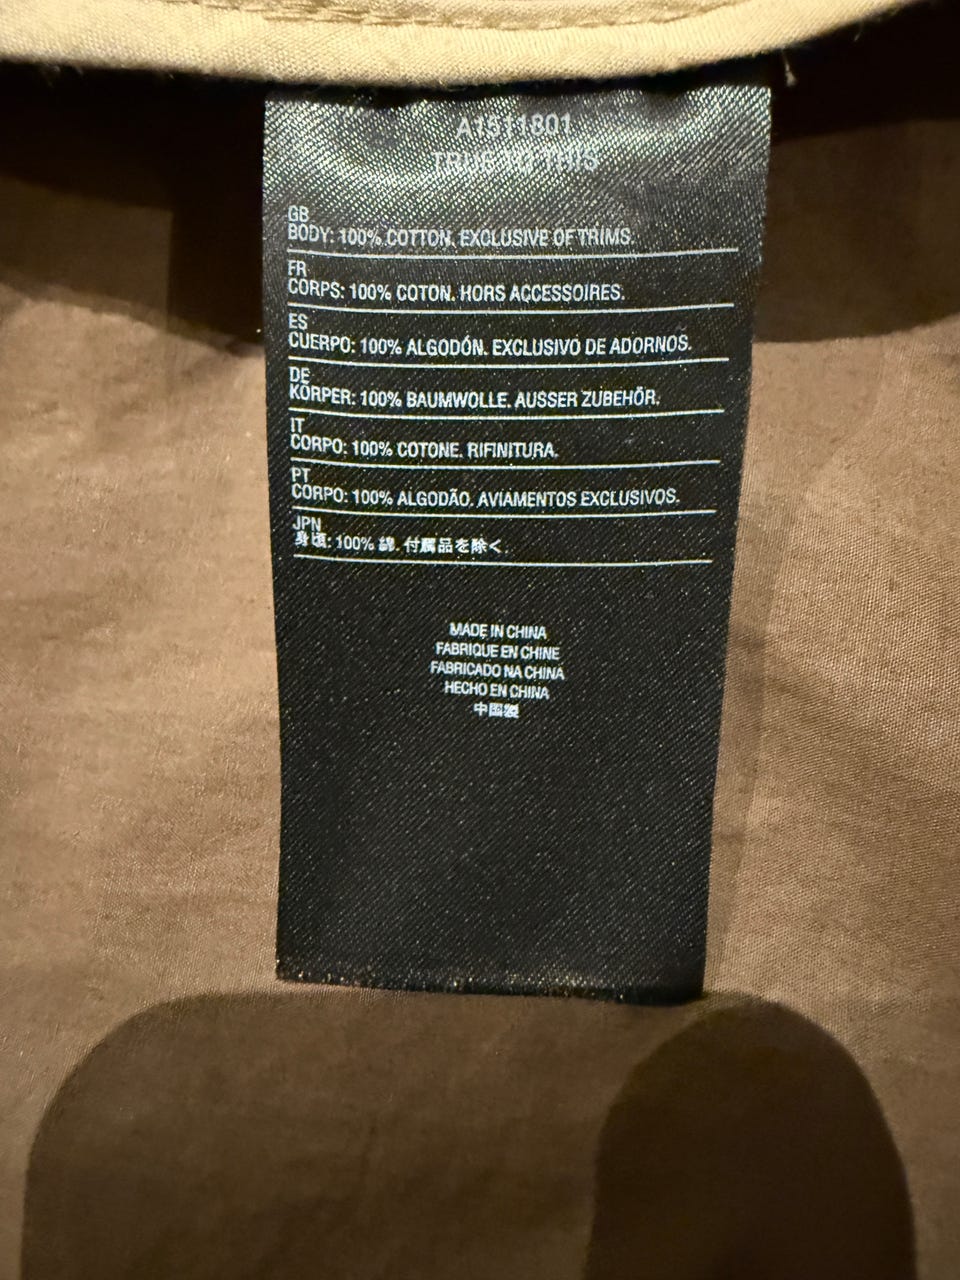 A1511801
TRUE TO THIS
GB
BODY: 100% COTTON. EXCLUSIVE OF TRIMS.
FR
CORPS: 100% COTON. HORS ACCESSOIRES.
ES
CUERPO: 100% ALGODÓN. EXCLUSIVO DE ADORNOS.
DE
KÖRPER: 100% BAUMWOLLE. AUSSER ZUBEHÖR.
IT
CORPO: 100% COTONE. RIFINITURA.
PT
CORPO: 100% ALGODÃO. AVIAMENTOS EXCLUSIVOS.
JPN
身頃: 100% 綿. 付属品を除く.
MADE IN CHINA
FABRIQUE EN CHINE
FABRICADO NA CHINA
HECHO EN CHINA
中国製